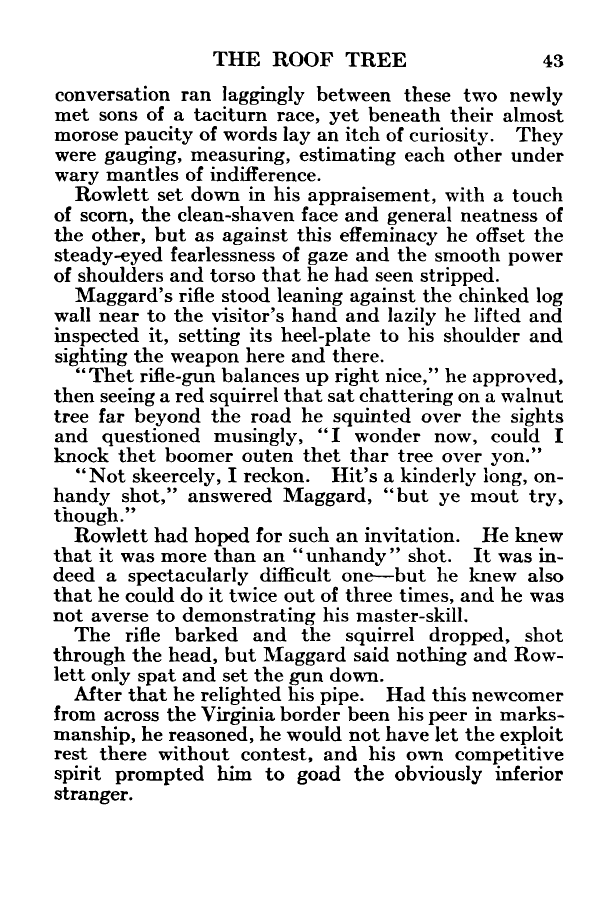 THE ROOF TREE 43
conversation ran laggingly between these two newly
met sons of a taciturn race, yet beneath their almost
morose paucity of words lay an itch of curiosity. They
were gauging, measuring, estimating each other under
wary mantles of indifference.
Rowlett set down in his appraisement, with a touch
of scorn, the clean-shaven face and general neatness of
the other, but as against this effeminacy he offset the
steady-eyed fearlessness of gaze and the smooth power
of shoulders and torso that he had seen stripped.
Maggard's rifle stood leaning against the chinked log
wall near to the visitor's hand and lazily he lifted and
inspected it, setting its heel-plate to his shoulder and
sighting the weapon here and there.
"Thet rifle-gun balances up right nice," he approved,
then seeing a red squirrel that sat chattering on a walnut
tree far beyond the road he squinted over the sights
and questioned musingly, "I wonder now, could I
knock thet boomer outen thet thar tree over yon."
"Not skeercely, I reckon. Hit's a kinderly long, on-
handy shot," answered Maggard, "but ye mout try,
though."
Rowlett had hoped for such an invitation. He knew
that it was more than an "unhandy" shot. It was in-
deed a spectacularly difficult one—but he knew also
that he could do it twice out of three times, and he was
not averse to demonstrating his master-skill.
The rifle barked and the squirrel dropped, shot
through the head, but Maggard said nothing and Row-
lett only spat and set the gun down.
After that he relighted his pipe. Had this newcomer
from across the Virginia border been his peer in marks-
manship, he reasoned, he would not have let the exploit
rest there without contest, and his own competitive
spirit prompted him to goad the obviously inferior
stranger.